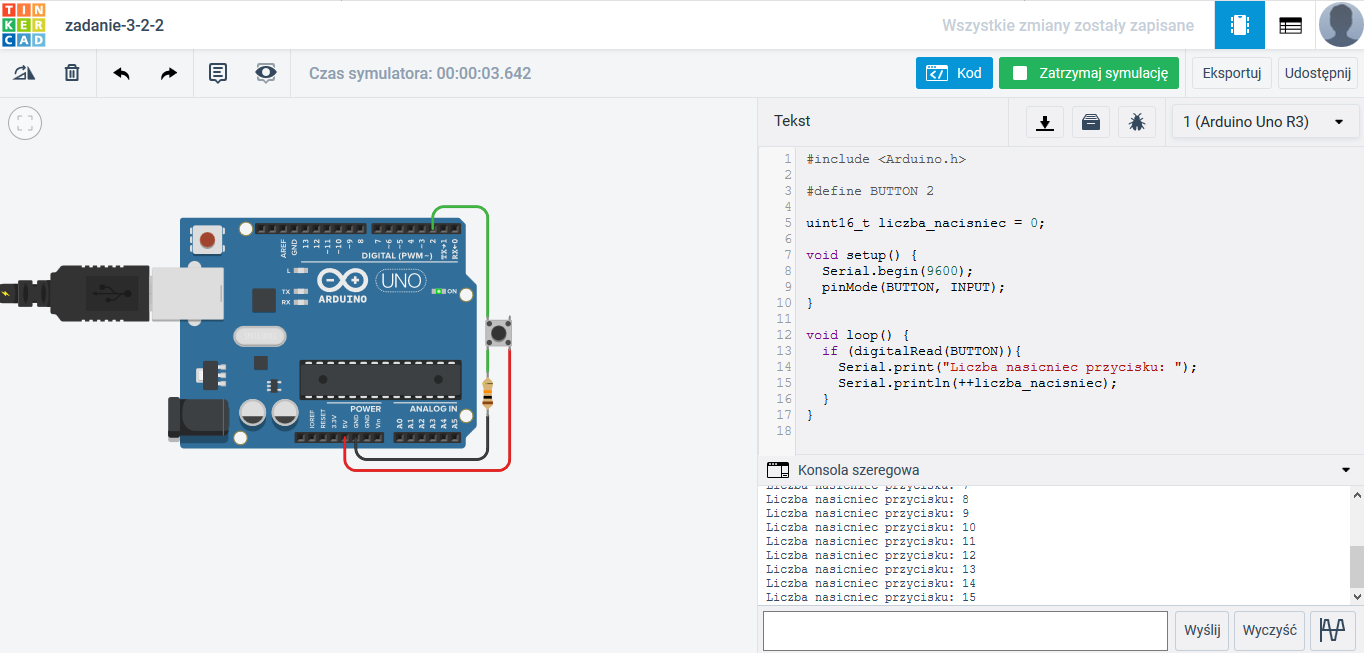 TIN
KER
CAD
zadanie-3-2-2
Wszystkie zmiany zostały zapisane
Czas symulatora: 00:00:03.642
Kod
Zatrzymaj symulację
Eksportuj
Udostępnij
Tekst
1 (Arduino Uno R3)
AREF
GND
13
12
~11
~10
~9
8
7
~6
~5
4
~3
2
TX→1
RX←0
DIGITAL (PWM~)
L
TX
RX
ARDUINO
UNO
ON
POWER
ANALOG IN
IOREF
RESET
3.3V
5V
GND
GND
Vin
A0
A1
A2
A3
A4
A5
1 #include <Arduino.h>
2
3 #define BUTTON 2
4
5 uint16_t liczba_nacisniec = 0;
6
7 void setup() {
8 Serial.begin(9600);
9 pinMode(BUTTON, INPUT);
10 }
11
12 void loop() {
13 if (digitalRead(BUTTON)){
14 Serial.print("Liczba nasicniec przycisku: ");
15 Serial.println(++liczba_nacisniec);
16 }
17 }
18
Konsola szeregowa
Liczba nasicniec przycisku: 7
Liczba nasicniec przycisku: 8
Liczba nasicniec przycisku: 9
Liczba nasicniec przycisku: 10
Liczba nasicniec przycisku: 11
Liczba nasicniec przycisku: 12
Liczba nasicniec przycisku: 13
Liczba nasicniec przycisku: 14
Liczba nasicniec przycisku: 15
Wyślij
Wyczyść